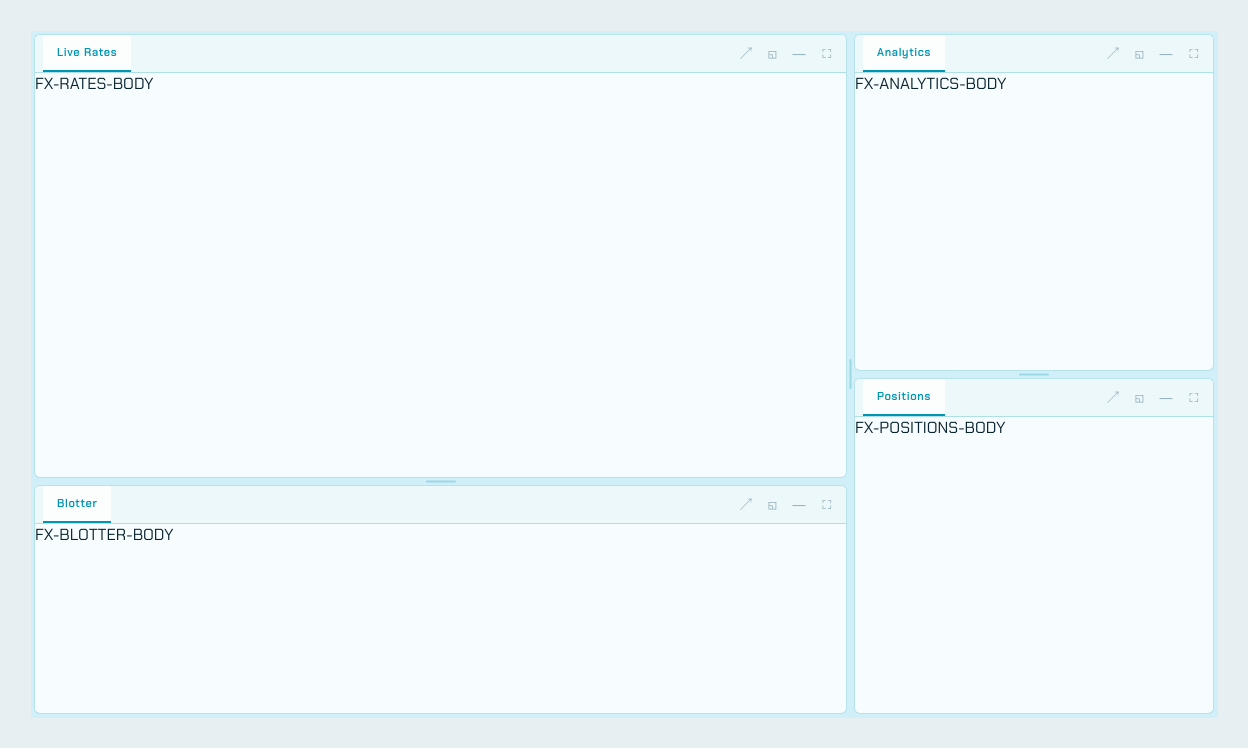 Live Rates
FX-RATES-BODY
Analytics
FX-ANALYTICS-BODY
Blotter
FX-BLOTTER-BODY
Positions
FX-POSITIONS-BODY